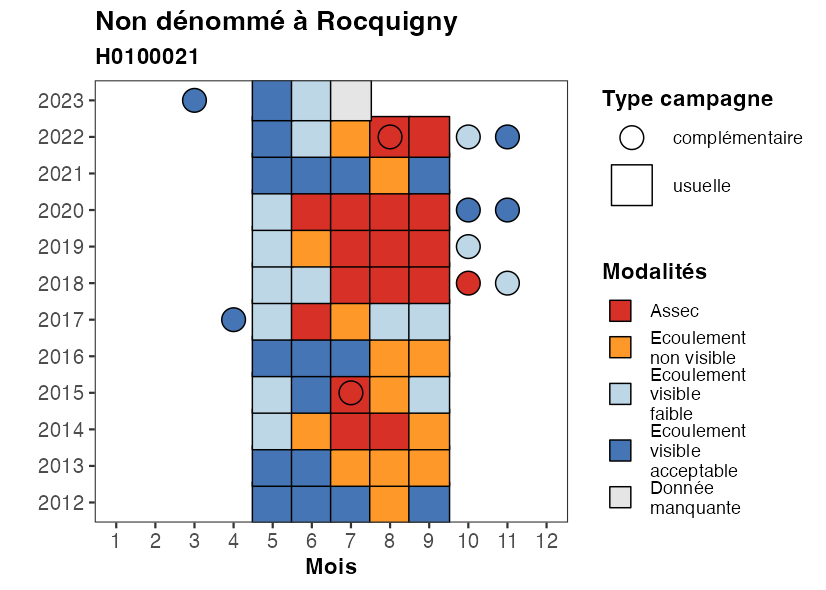 Non dénommé à Rocquigny
H0100021
2023
2022
2021
2020
2019
2018
2017
2016
2015
2014
2013
2012
1 2 3 4 5 6 7 8 9 10 11 12
Mois
Type campagne
complémentaire
usuelle
Modalités
Assec
Ecoulement
non visible
Ecoulement
visible
faible
Ecoulement
visible
acceptable
Donnée
manquante